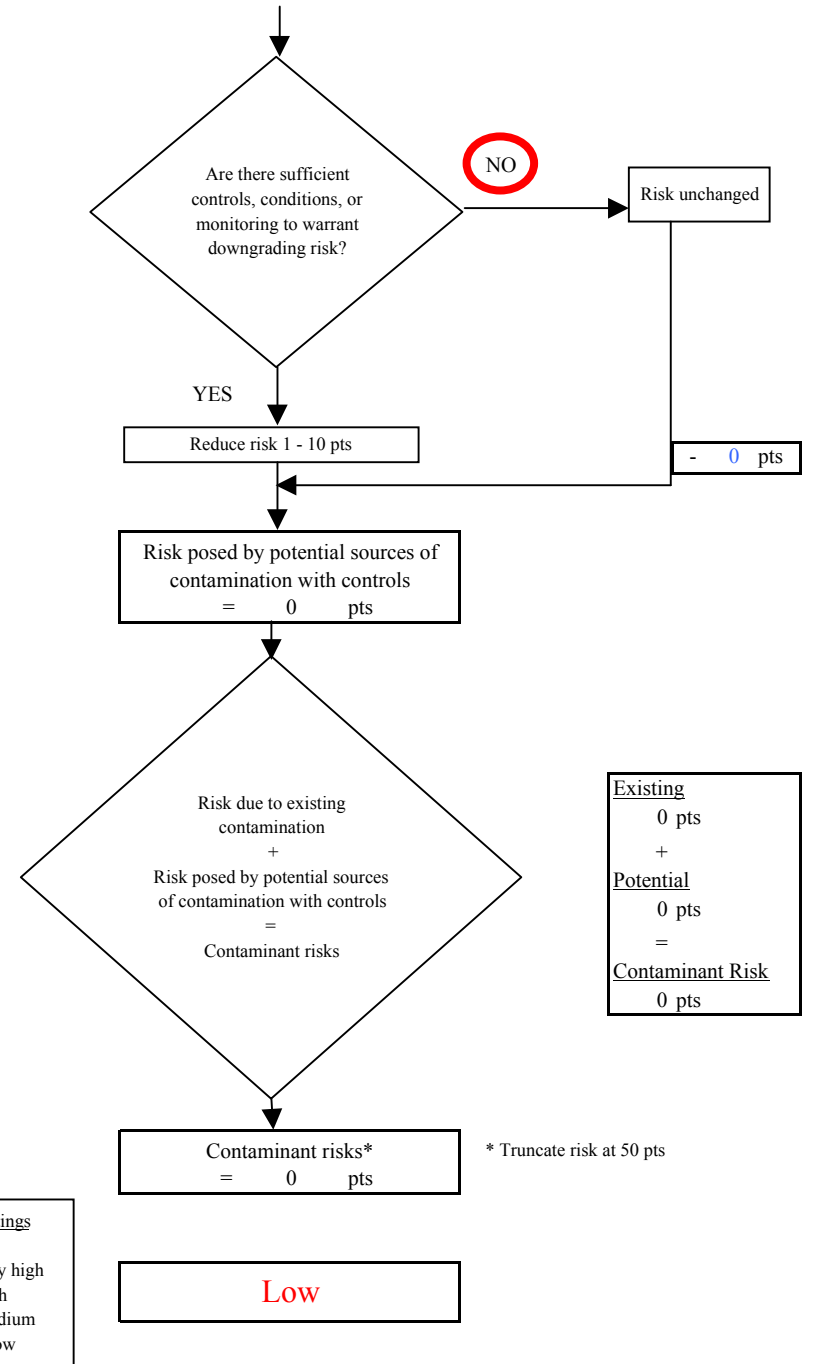 Are there sufficient
controls, conditions, or
monitoring to warrant
downgrading risk?
NO
Risk unchanged
YES
Reduce risk 1 - 10 pts
- 0 pts
Risk posed by potential sources of
contamination with controls
= 0 pts
Risk due to existing
contamination
+
Risk posed by potential sources
of contamination with controls
=
Contaminant risks
Existing
0 pts
+
Potential
0 pts
=
Contaminant Risk
0 pts
Contaminant risks*
= 0 pts
* Truncate risk at 50 pts
Low
high